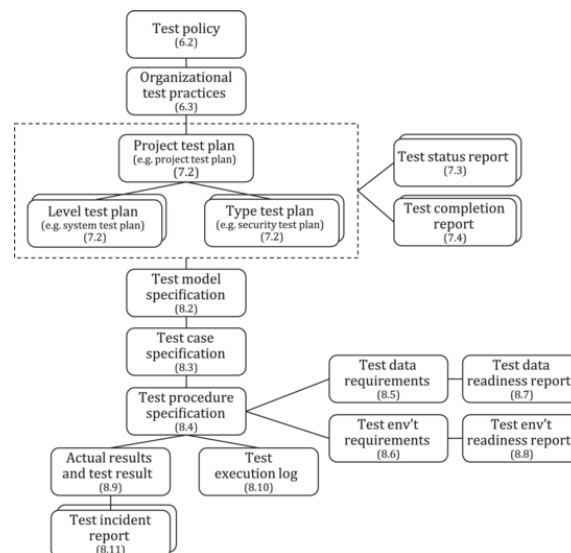 Test policy
(6.2)
Organizational
test practices
(6.3)
Project test plan
(e.g. project test plan)
(7.2)
Level test plan
(e.g. system test plan)
(7.2)
Type test plan
(e.g. security test plan)
(7.2)
Test status report
(7.3)
Test completion
report
(7.4)
Test model
specification
(8.2)
Test case
specification
(8.3)
Test procedure
specification
(8.4)
Test data
requirements
(8.5)
Test data
readiness report
(8.7)
Test env't
requirements
(8.6)
Test env't
readiness report
(8.8)
Actual results
and test result
(8.9)
Test
execution log
(8.10)
Test incident
report
(8.11)